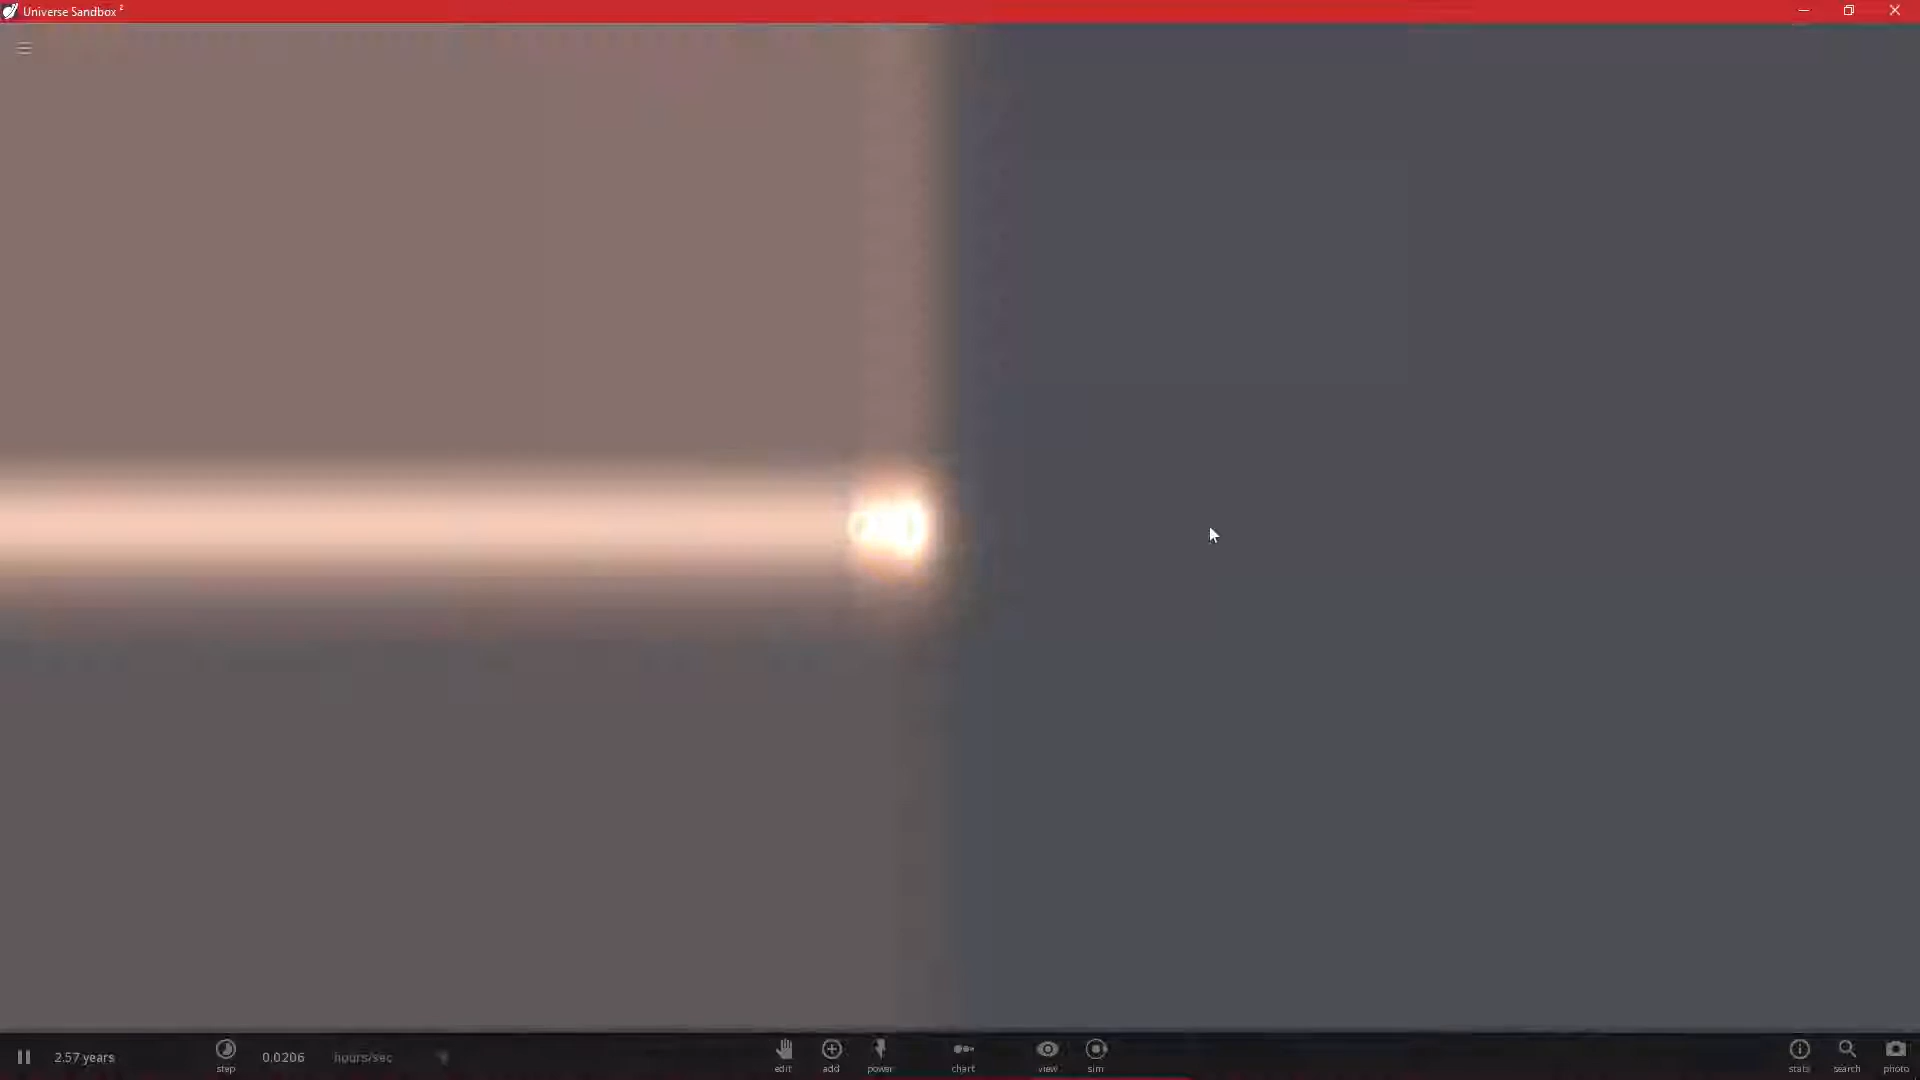 Universe Sandbox ²
2.57 years
step
0.0206 hours/sec
edit
add
power
chart
view
sim
stats
search
photo